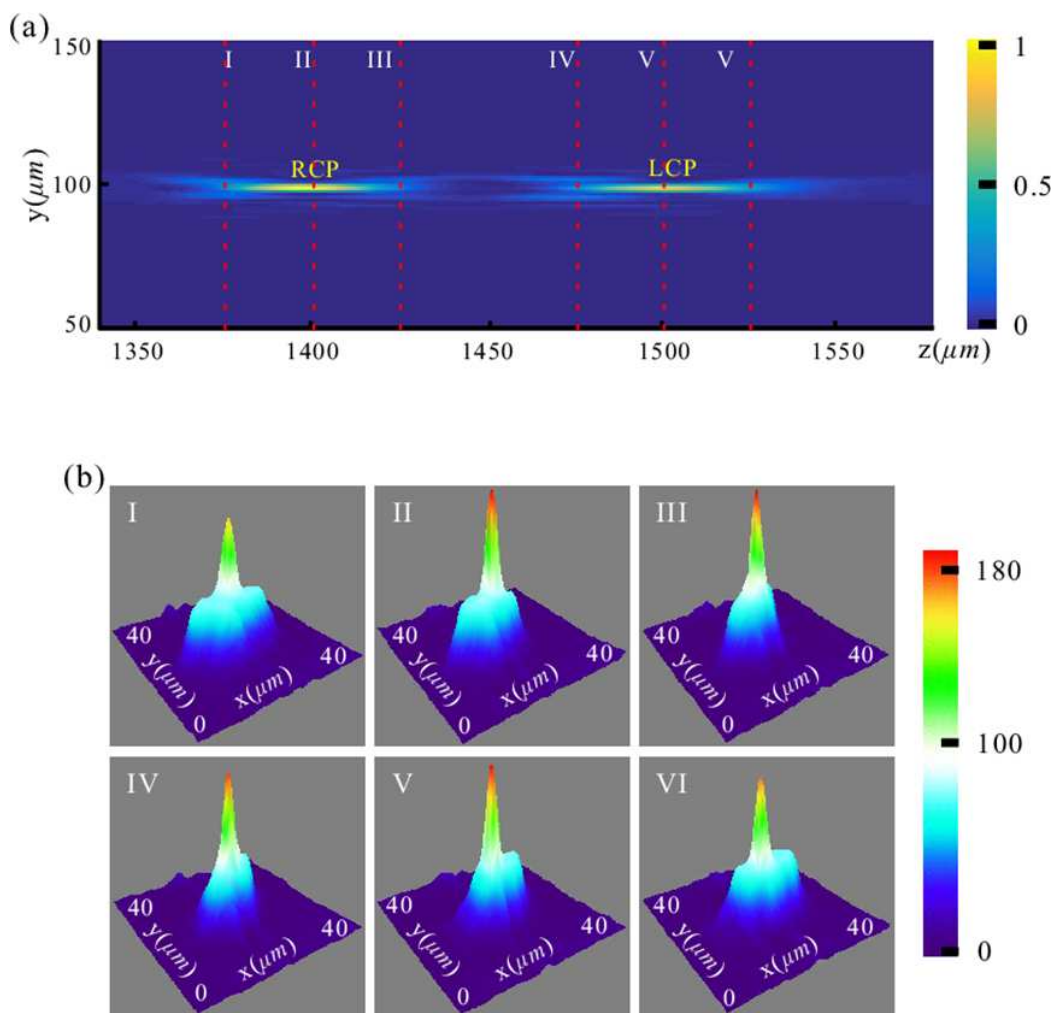 (a)
150
I II III IV V V
1
RCP LCP
y(μm)
100
0.5
50
0
1350 1400 1450 1500 1550 z(μm)
(b)
I II III
180
40 40 40 40 40 40
y(μm) x(μm) y(μm) x(μm) y(μm) x(μm)
0 0 0
100
IV V VI
40 40 40 40 40 40
y(μm) x(μm) y(μm) x(μm) y(μm) x(μm)
0 0 0
0